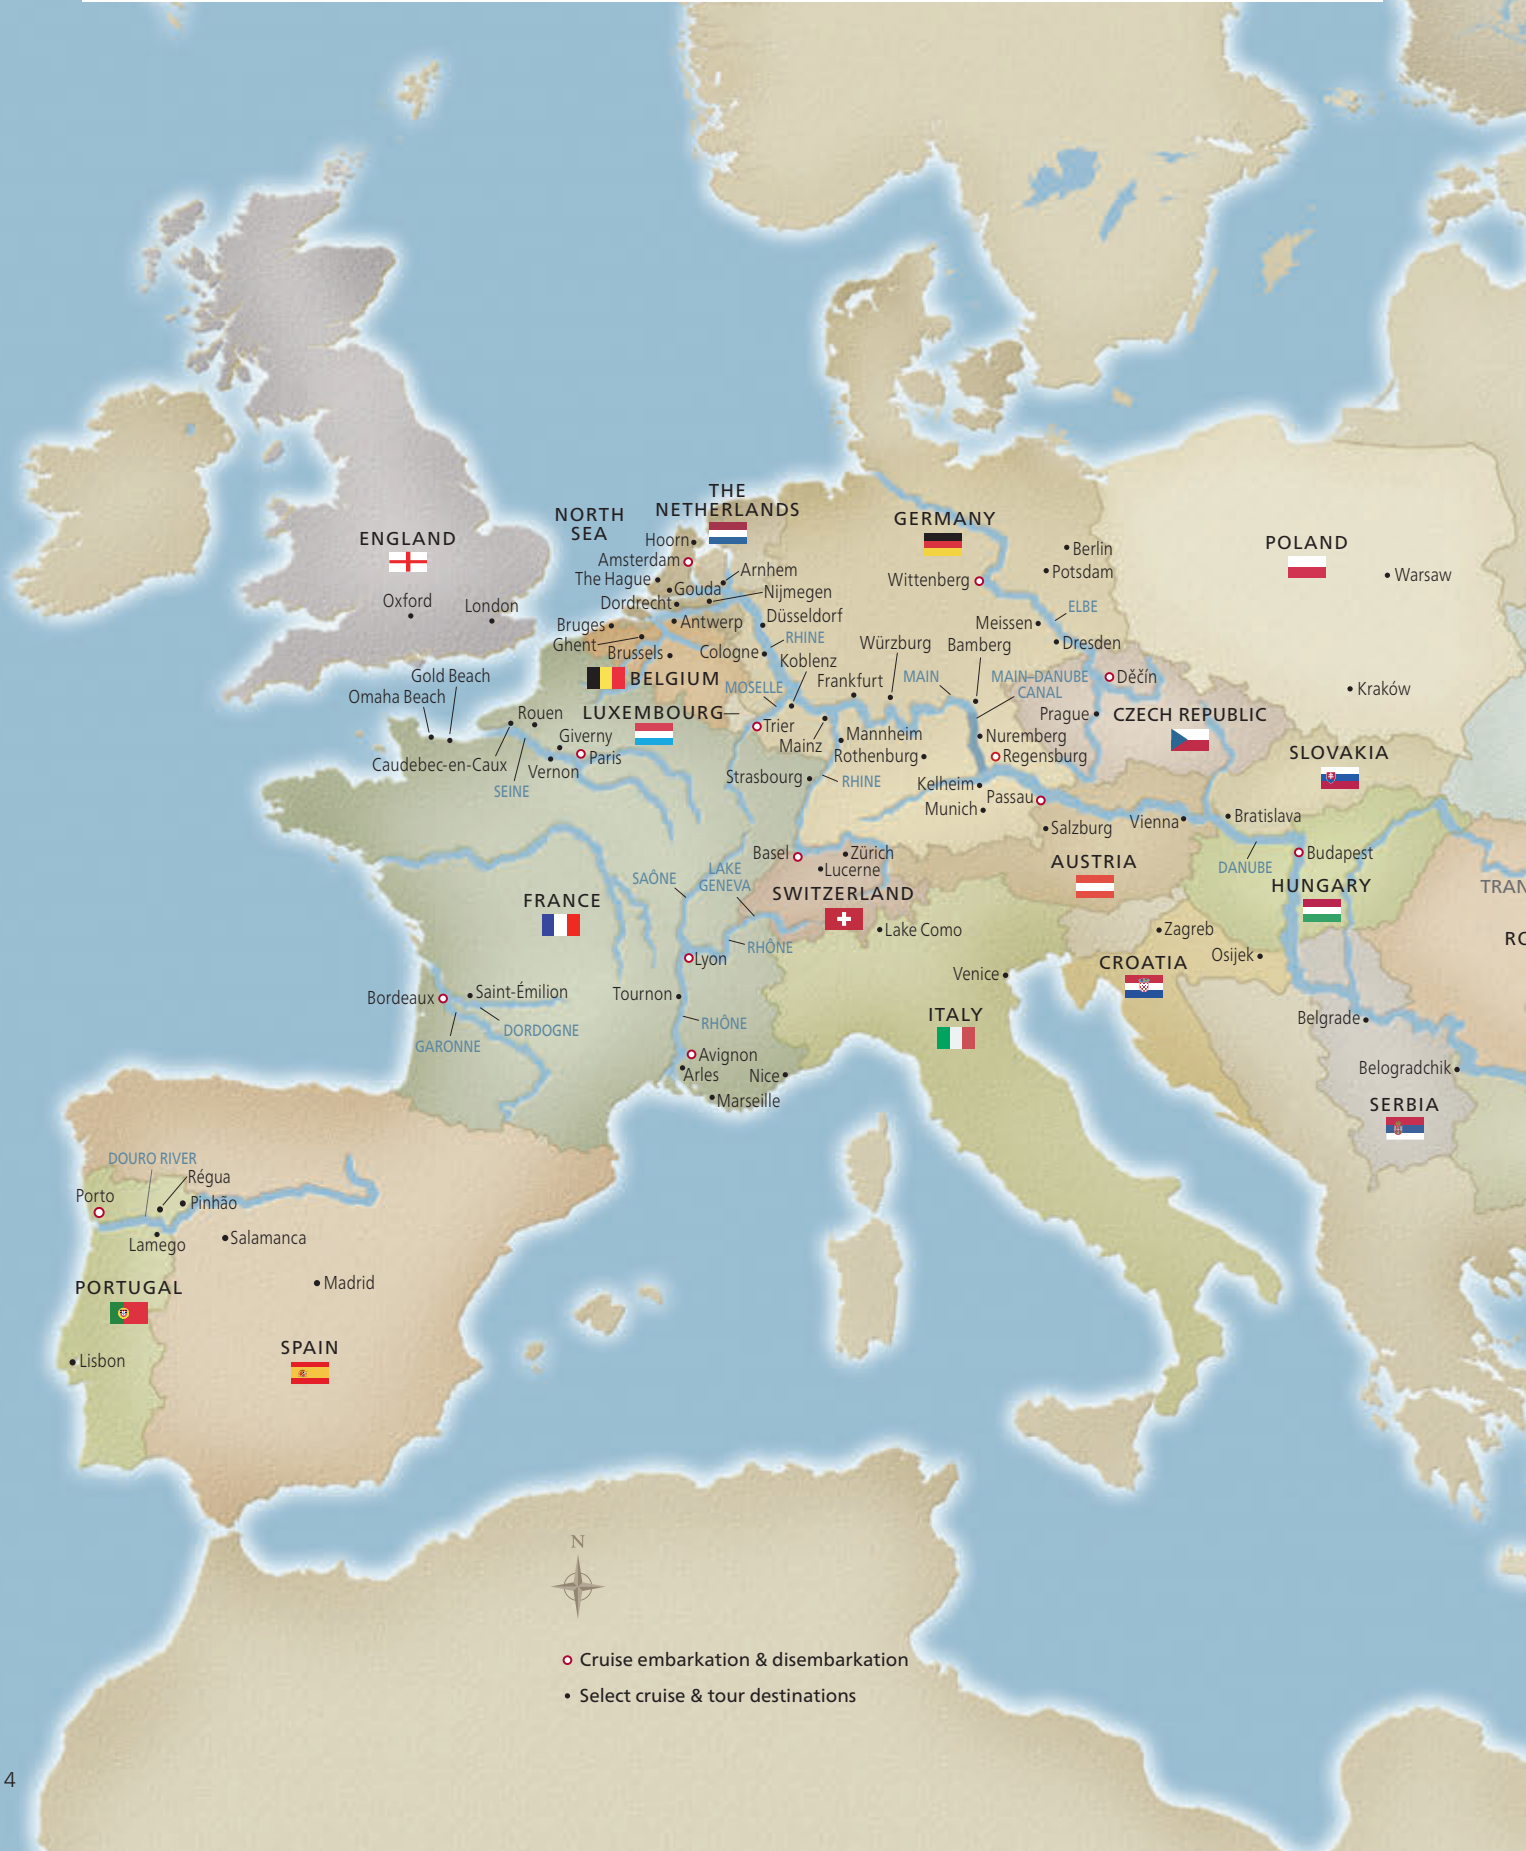 THE
NETHERLANDS
NORTH
SEA
GERMANY
ENGLAND
Hoorn
POLAND
Amsterdam
Berlin
The Hague
Arnhem
Potsdam
Warsaw
Gouda
Wittenberg
Nijmegen
Oxford
London
Dordrecht
ELBE
Bruges
Antwerp
Düsseldorf
Meissen
Ghent
RHINE
Würzburg
Bamberg
Dresden
Brussels
Cologne
Koblenz
Gold Beach
BELGIUM
MOSELLE
Frankfurt
MAIN
MAIN–DANUBE
CANAL
Děčín
Kraków
Omaha Beach
Rouen
LUXEMBOURG
Prague
CZECH REPUBLIC
Trier
Giverny
Mainz
Mannheim
Nuremberg
Caudebec-en-Caux
Paris
Rothenburg
Regensburg
SLOVAKIA
Vernon
Strasbourg
RHINE
Kelheim
SEINE
Munich
Passau
Salzburg
Vienna
Bratislava
Basel
Zürich
AUSTRIA
DANUBE
Budapest
SAÔNE
LAKE
GENEVA
Lucerne
SWITZERLAND
HUNGARY
TRAN
FRANCE
Lake Como
Zagreb
RO
RHÔNE
Lyon
CROATIA
Osijek
Venice
Bordeaux
Saint-Émilion
Tournon
ITALY
Belgrade
DORDOGNE
RHÔNE
GARONNE
Avignon
Arles
Nice
Belogradchik
Marseille
SERBIA
DOURO RIVER
Régua
Porto
Pinhão
Lamego
Salamanca
PORTUGAL
Madrid
SPAIN
Lisbon
N
Cruise embarkation & disembarkation
Select cruise & tour destinations
4